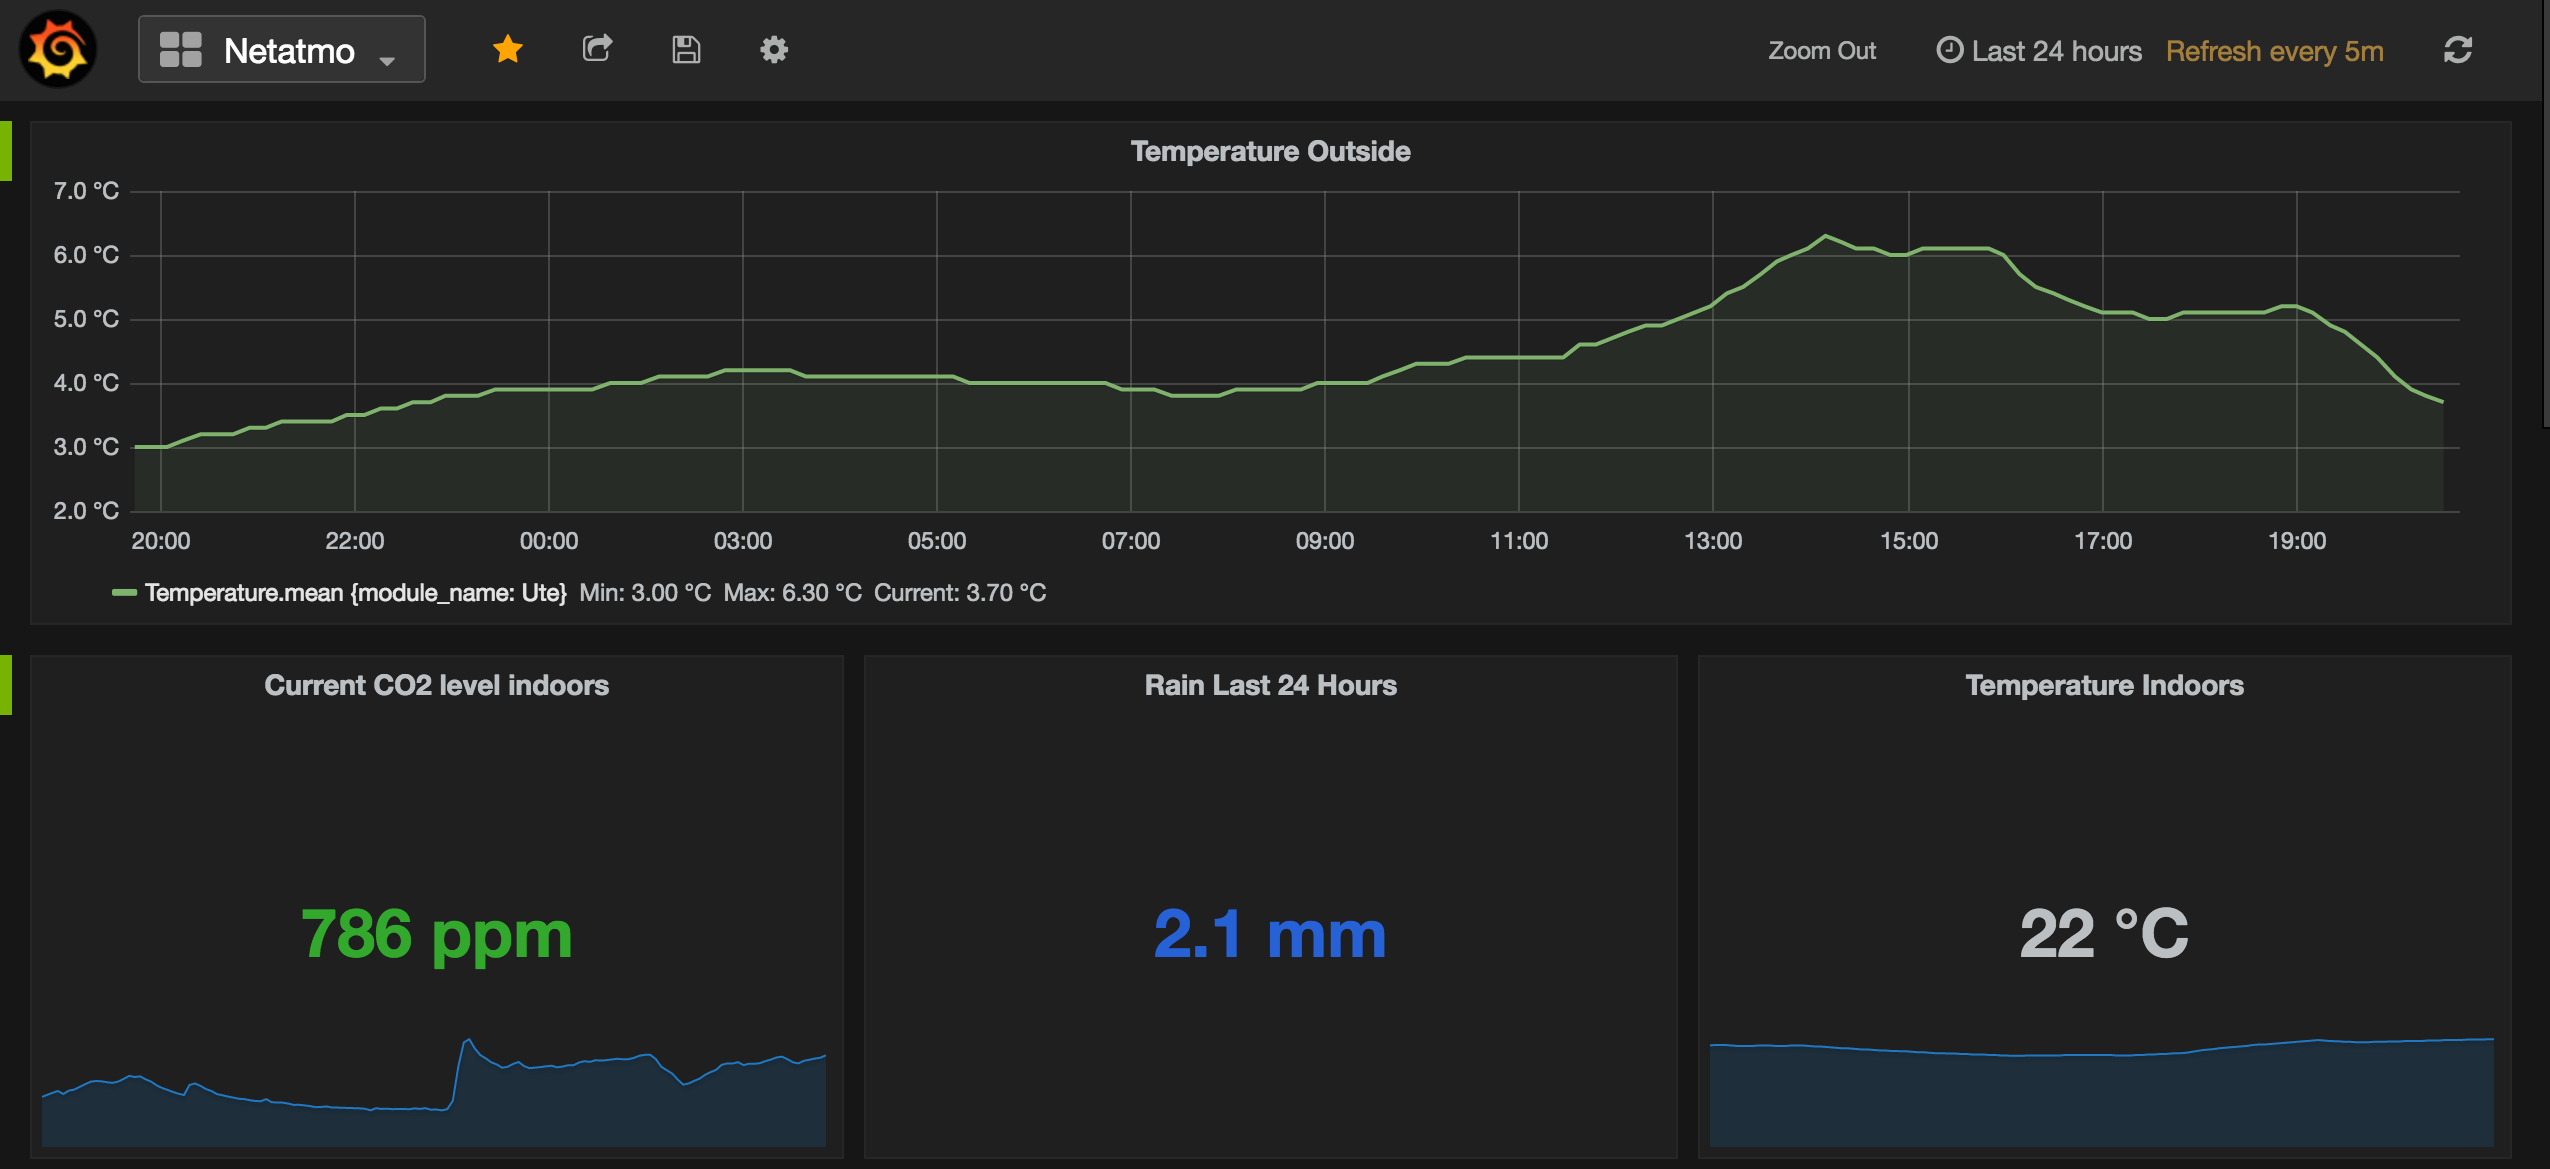 Netatmo
Zoom Out Last 24 hours Refresh every 5m
Temperature Outside
7.0 °C
6.0 °C
5.0 °C
4.0 °C
3.0 °C
2.0 °C
20:00 22:00 00:00 03:00 05:00 07:00 09:00 11:00 13:00 15:00 17:00 19:00
Temperature.mean {module_name: Ute} Min: 3.00 °C Max: 6.30 °C Current: 3.70 °C
Current CO2 level indoors
786 ppm
Rain Last 24 Hours
2.1 mm
Temperature Indoors
22 °C